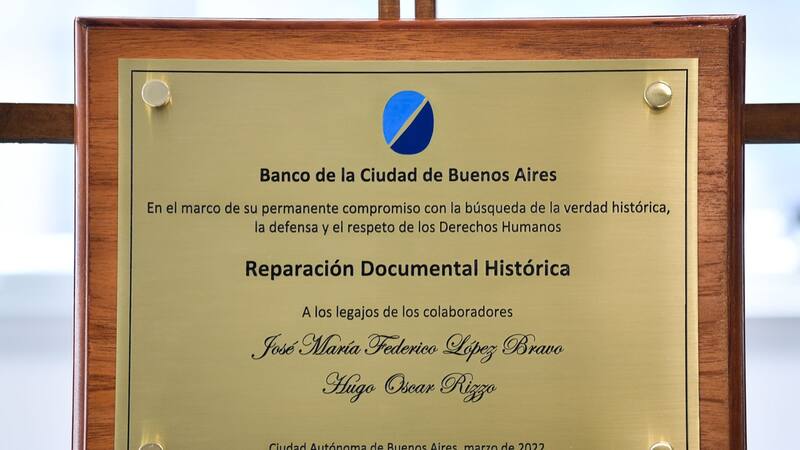 Banco de la Ciudad de Buenos Aires
En el marco de su permanente compromiso con la búsqueda de la verdad histórica,
la defensa y el respeto de los Derechos Humanos
Reparación Documental Histórica
A los legajos de los colaboradores
José María Federico López Bravo
Hugo Oscar Rizzo
Ciudad Autónoma de Buenos Aires, marzo de 2022